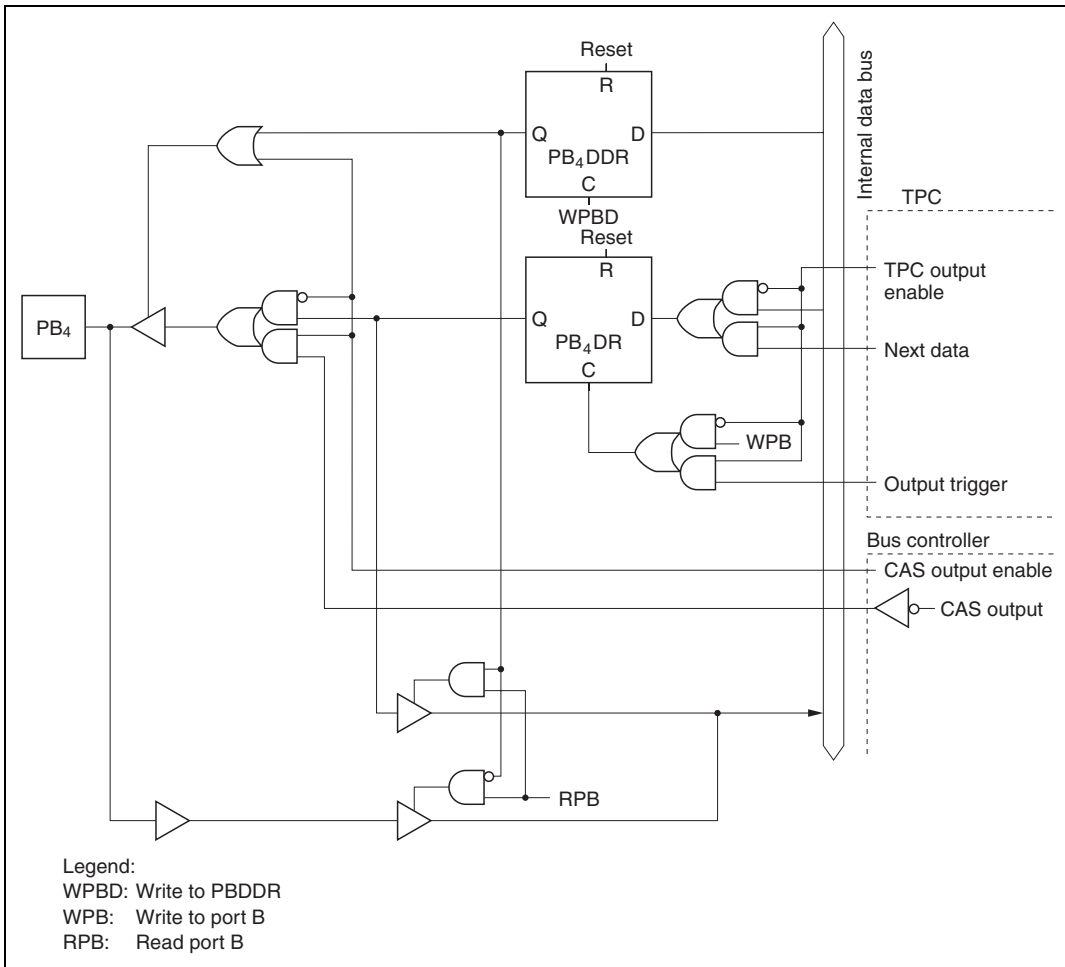 Reset
R
Internal data bus
Q
D
PB4DDR
C
WPBD
TPC
Reset
R
TPC output
enable
PB4
Q
D
PB4DR
Next data
C
WPB
Output trigger
Bus controller
CAS output enable
CAS output
RPB
Legend:
WPBD: Write to PBDDR
WPB: Write to port B
RPB: Read port B